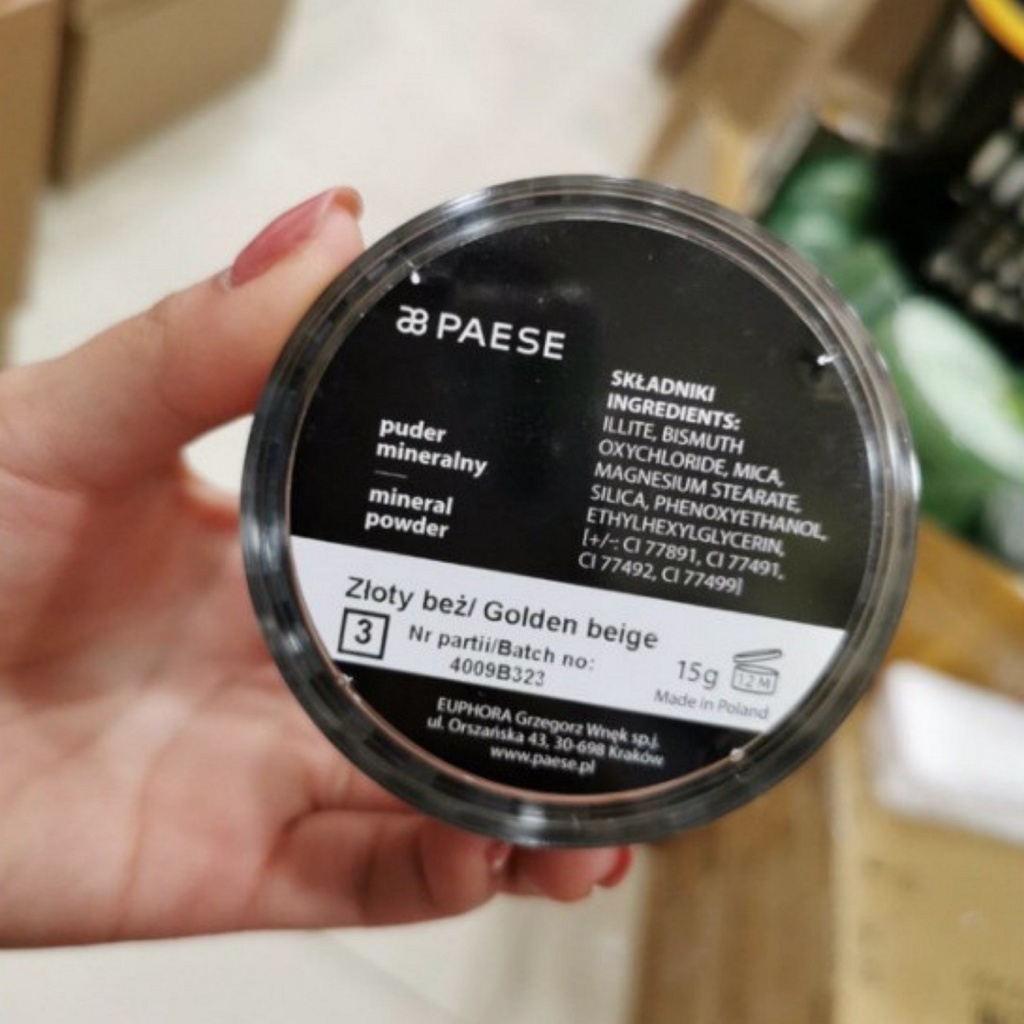 PAESE
puder
mineralny
mineral
powder
SKŁADNIKI
INGREDIENTS:
ILLITE, BISMUTH
OXYCHLORIDE, MICA,
MAGNESIUM STEARATE,
SILICA, PHENOXYETHANOL,
ETHYLHEXYLGLYCERIN,
[+/-: CI 77891, CI 77491,
CI 77492, CI 77499]
Złoty beż/ Golden beige
3
Nr partii/Batch no:
4009B323
15g
12 M
Made in Poland
EUPHORA Grzegorz Wnęk sp.j.
ul. Orszańska 43, 30-698 Kraków
www.paese.pl